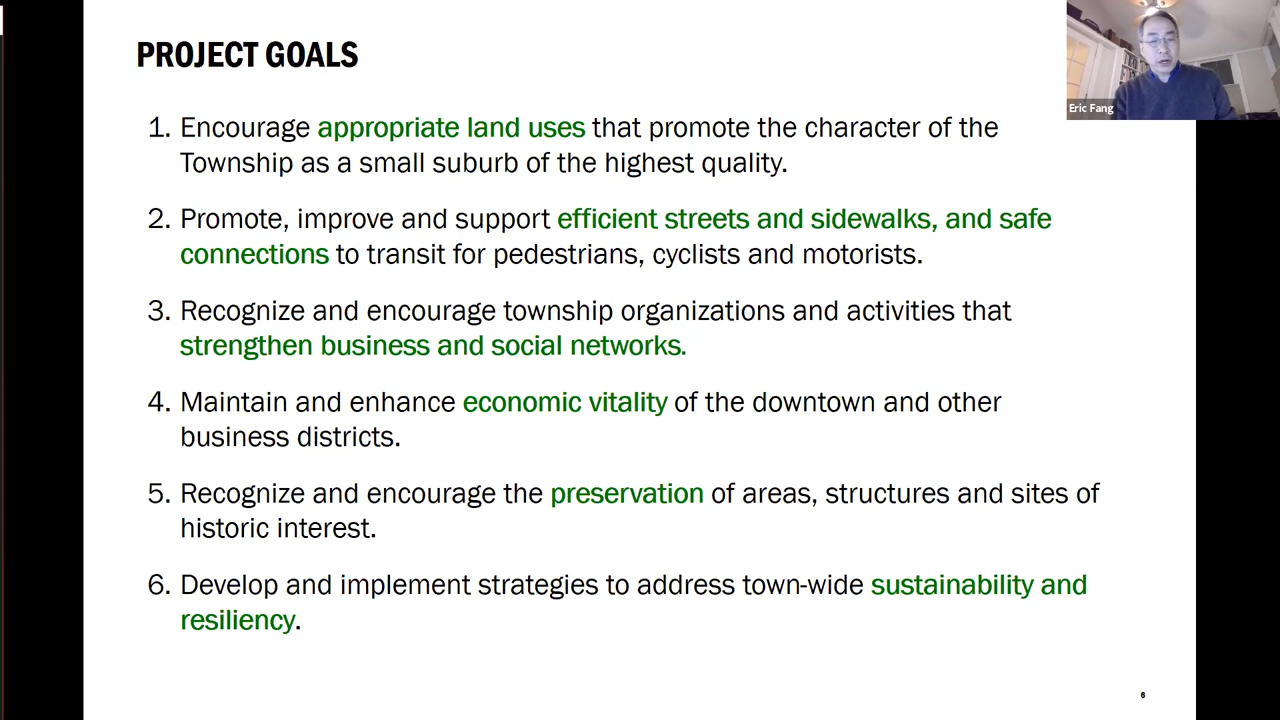 PROJECT GOALS
Eric Fang
1. Encourage appropriate land uses that promote the character of the
Township as a small suburb of the highest quality.
2. Promote, improve and support efficient streets and sidewalks, and safe
connections to transit for pedestrians, cyclists and motorists.
3. Recognize and encourage township organizations and activities that
strengthen business and social networks.
4. Maintain and enhance economic vitality of the downtown and other
business districts.
5. Recognize and encourage the preservation of areas, structures and sites of
historic interest.
6. Develop and implement strategies to address town-wide sustainability and
resiliency.
6